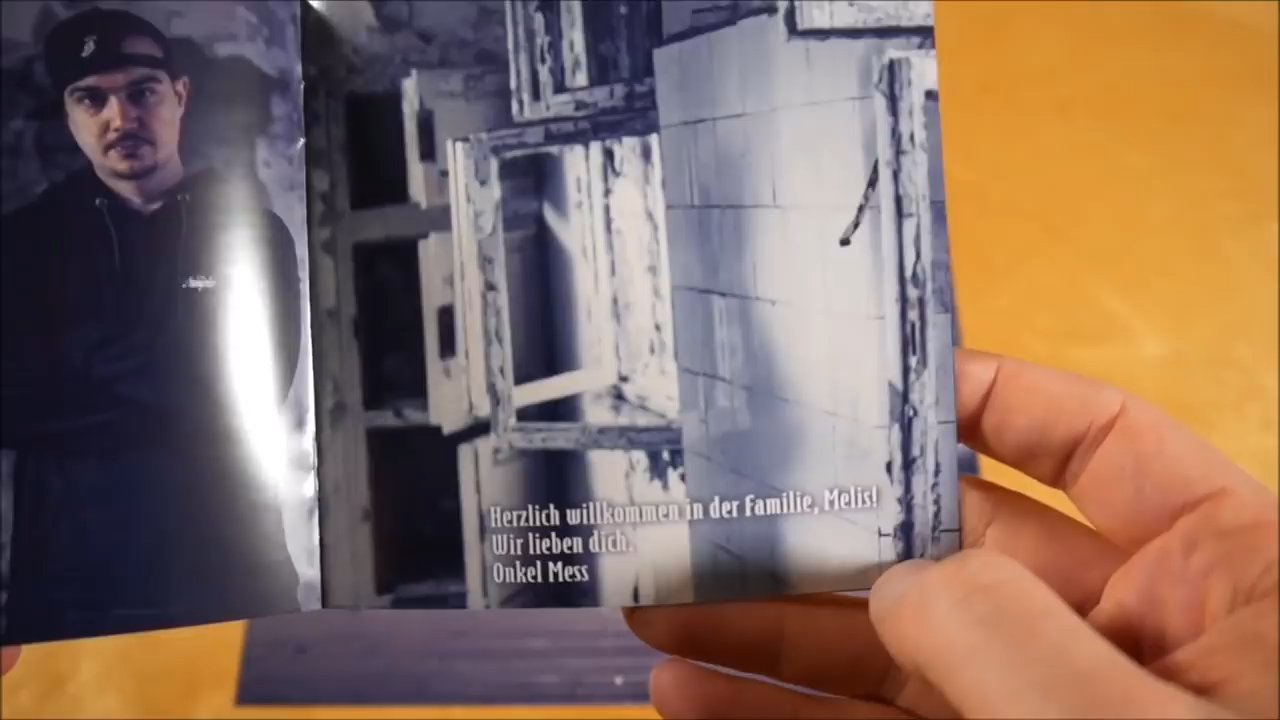 Herzlich willkommen in der Familie, Melis!
Wir lieben dich.
Onkel Mess